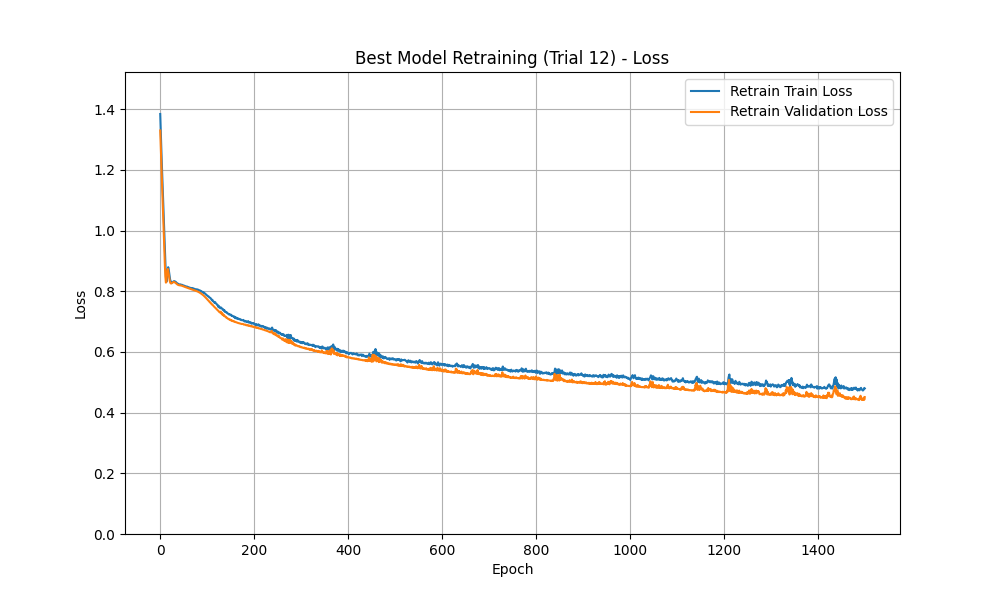 Best Model Retraining (Trial 12) - Loss
Retrain Train Loss
Retrain Validation Loss
Loss
1.4
1.2
1.0
0.8
0.6
0.4
0.2
0.0
0 200 400 600 800 1000 1200 1400
Epoch